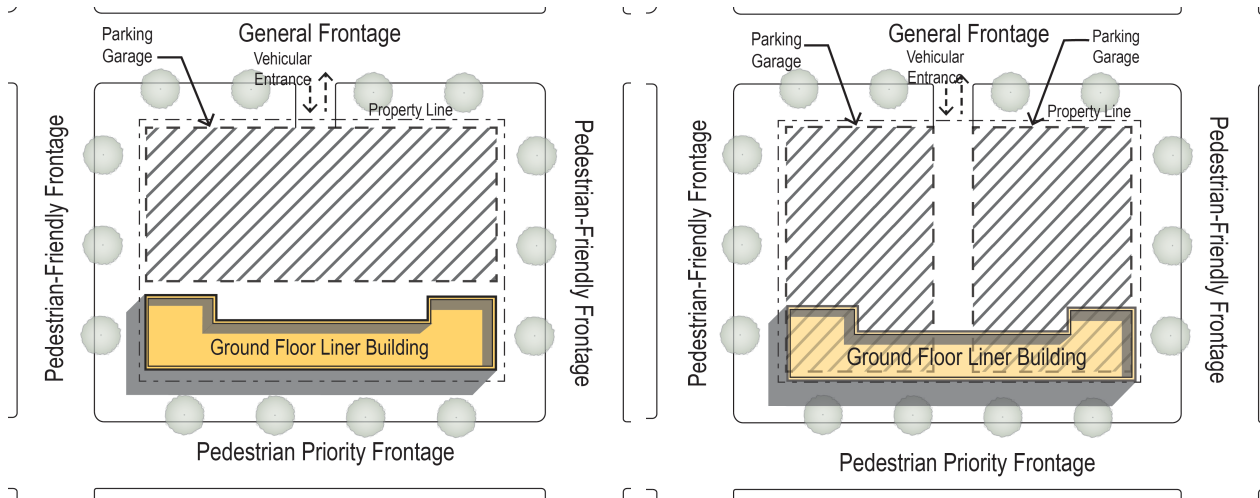 General Frontage
Parking
Garage
Vehicular
Entrance
Property Line
Pedestrian-Friendly Frontage
Pedestrian-Friendly Frontage
Ground Floor Liner Building
Pedestrian Priority Frontage
General Frontage
Parking
Garage
Vehicular
Entrance
Parking
Garage
Property Line
Pedestrian-Friendly Frontage
Pedestrian-Friendly Frontage
Ground Floor Liner Building
Pedestrian Priority Frontage